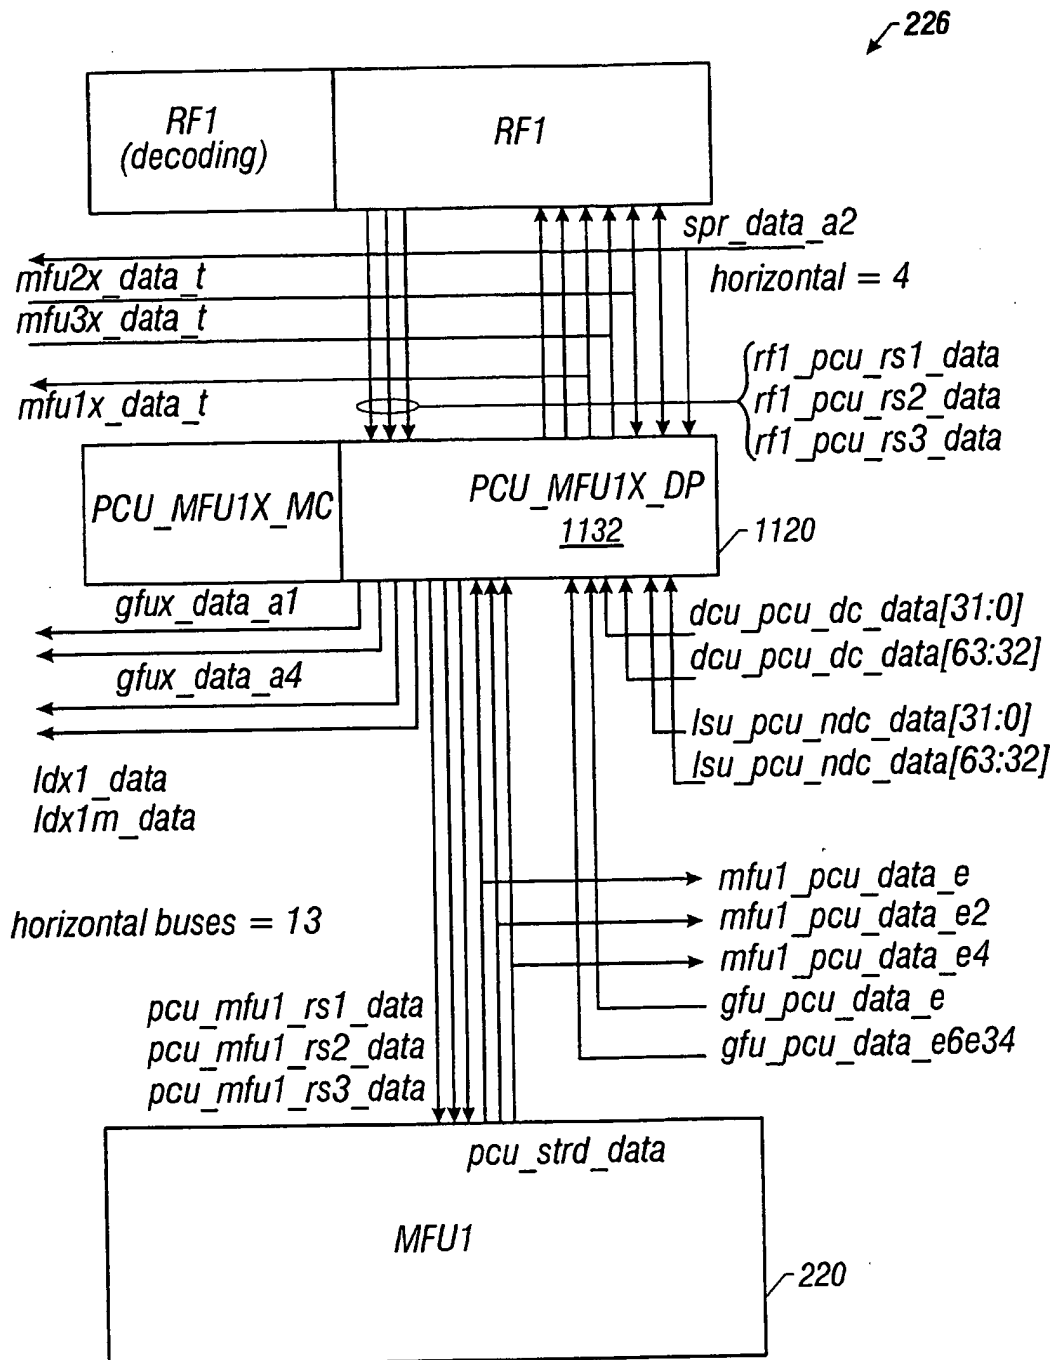 226
RF1
(decoding)
RF1
spr_data_a2
mfu2x_data_t
horizontal = 4
mfu3x_data_t
rf1_pcu_rs1_data
mfu1x_data_t
rf1_pcu_rs2_data
rf1_pcu_rs3_data
PCU_MFU1X_MC
PCU_MFU1X_DP
1132
1120
gfux_data_a1
dcu_pcu_dc_data[31:0]
dcu_pcu_dc_data[63:32]
gfux_data_a4
lsu_pcu_ndc_data[31:0]
lsu_pcu_ndc_data[63:32]
ldx1_data
ldx1m_data
mfu1_pcu_data_e
horizontal buses = 13
mfu1_pcu_data_e2
mfu1_pcu_data_e4
pcu_mfu1_rs1_data
gfu_pcu_data_e
pcu_mfu1_rs2_data
gfu_pcu_data_e6e34
pcu_mfu1_rs3_data
pcu_strd_data
MFU1
220